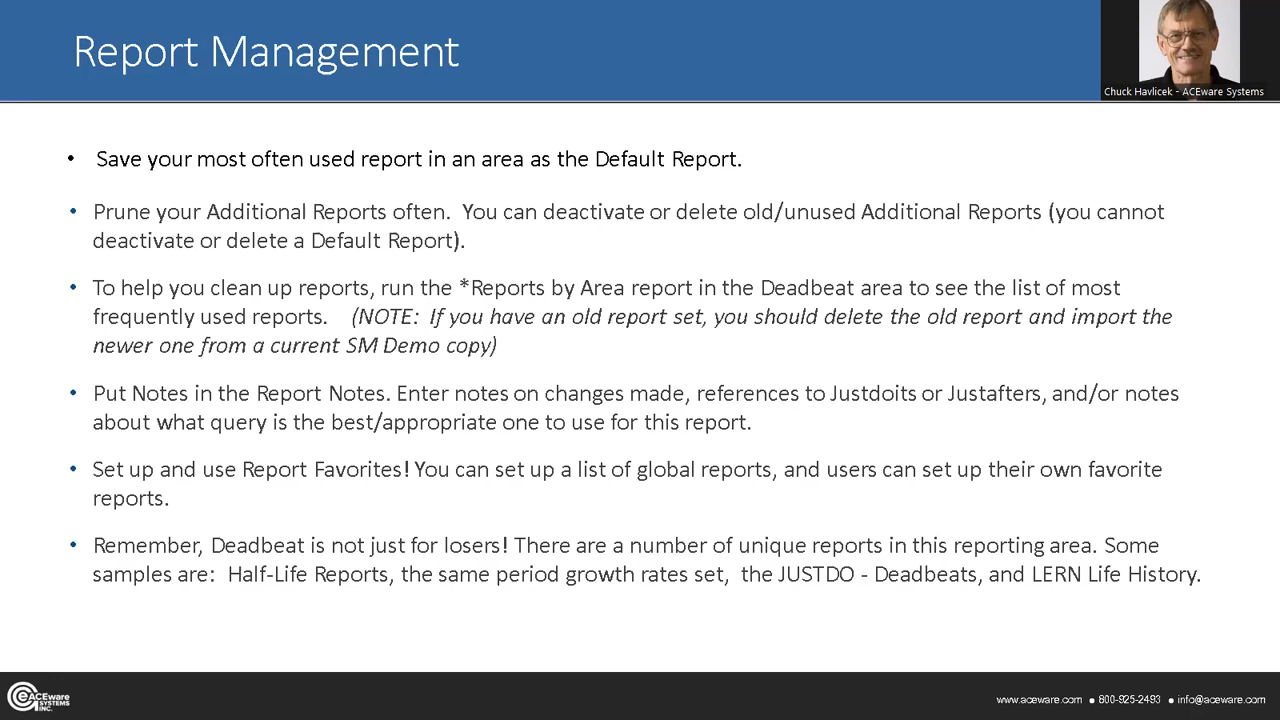 Report Management
Chuck Havlicek - ACEware Systems
• Save your most often used report in an area as the Default Report.
• Prune your Additional Reports often.  You can deactivate or delete old/unused Additional Reports (you cannot
deactivate or delete a Default Report).
• To help you clean up reports, run the *Reports by Area report in the Deadbeat area to see the list of most
frequently used reports.    (NOTE:  If you have an old report set, you should delete the old report and import the
newer one from a current SM Demo copy)
• Put Notes in the Report Notes. Enter notes on changes made, references to Justdoits or Justafters, and/or notes
about what query is the best/appropriate one to use for this report.
• Set up and use Report Favorites! You can set up a list of global reports, and users can set up their own favorite
reports.
• Remember, Deadbeat is not just for losers! There are a number of unique reports in this reporting area. Some
samples are:  Half-Life Reports, the same period growth rates set,  the JUSTDO - Deadbeats, and LERN Life History.
ACEware
SYSTEMS
INC.
www.aceware.com ● 800-925-2493 ● info@aceware.com